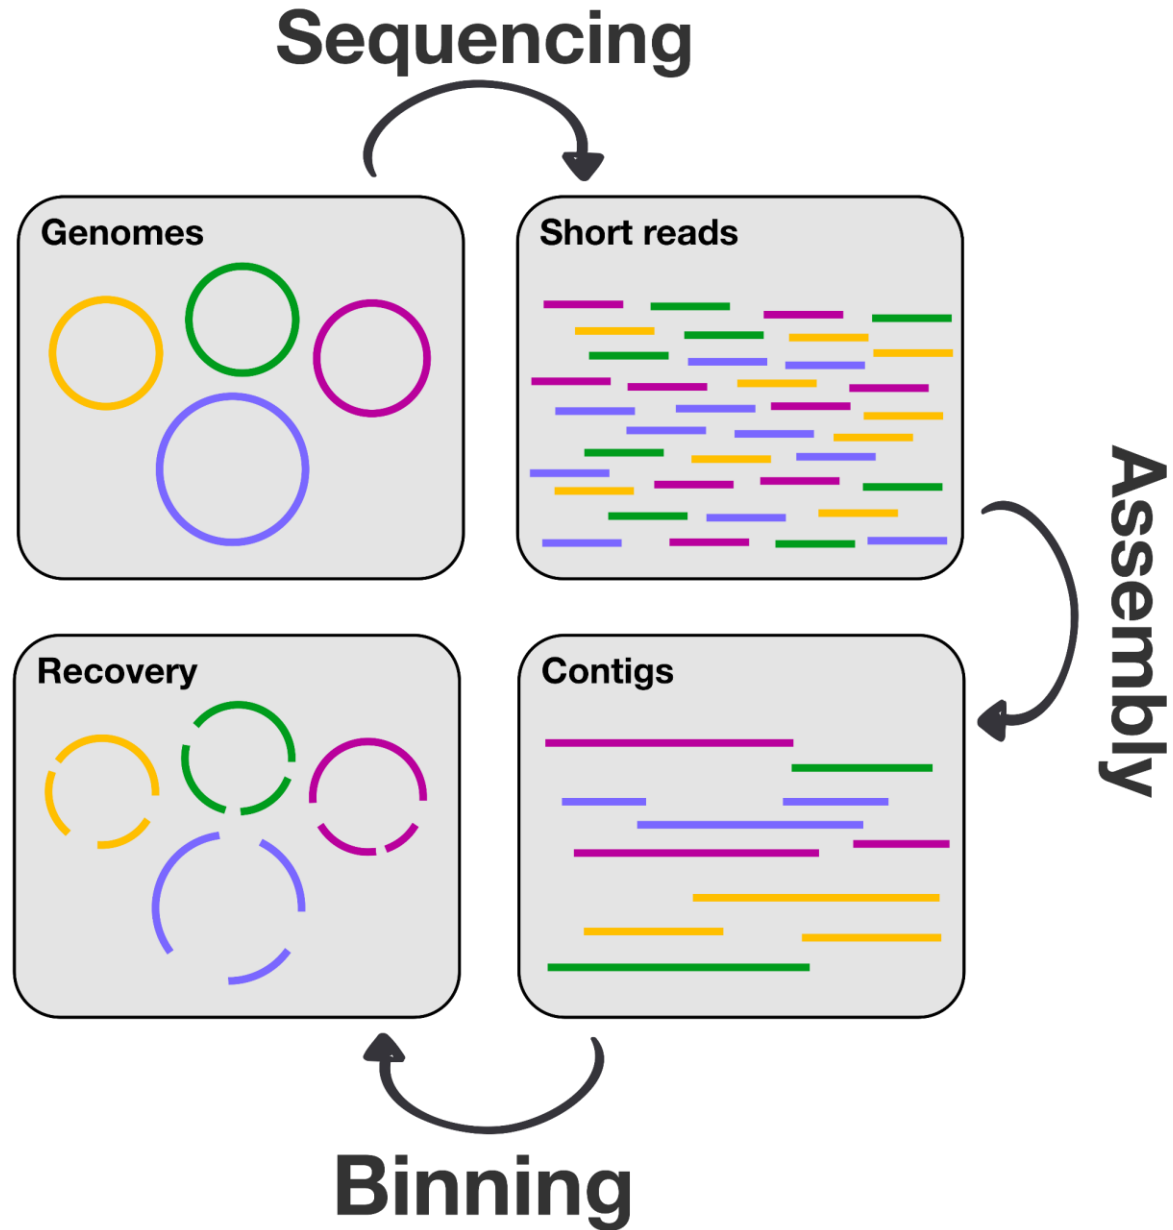 Sequencing
Genomes
Short reads
Assembly
Recovery
Contigs
Binning